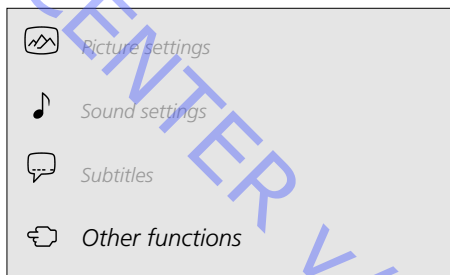 Picture settings
Sound settings
Subtitles
Other functions
CENTER V